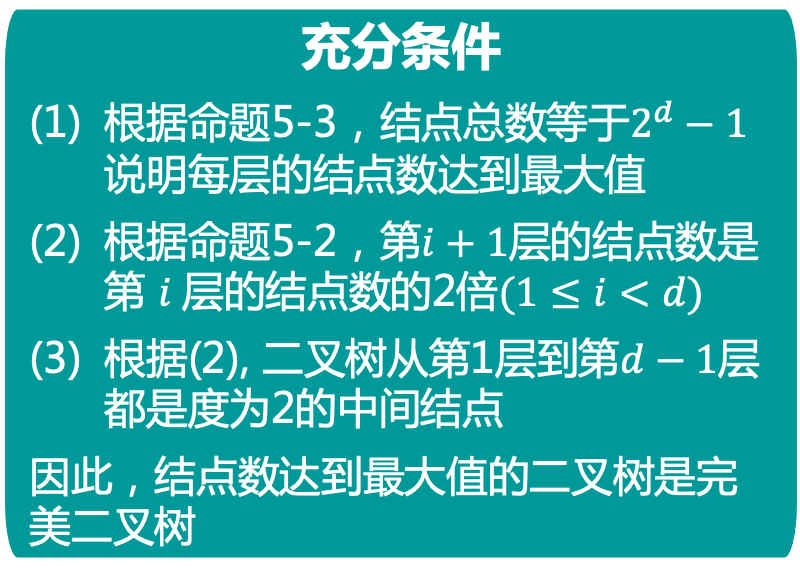 充分条件
(1) 根据命题5-3，结点总数等于$2^d - 1$
说明每层的结点数达到最大值
(2) 根据命题5-2，第$i + 1$层的结点数是
第 $i$ 层的结点数的2倍$(1 \leq i < d)$
(3) 根据(2), 二叉树从第1层到第$d - 1$层
都是度为2的中间结点
因此，结点数达到最大值的二叉树是完
美二叉树